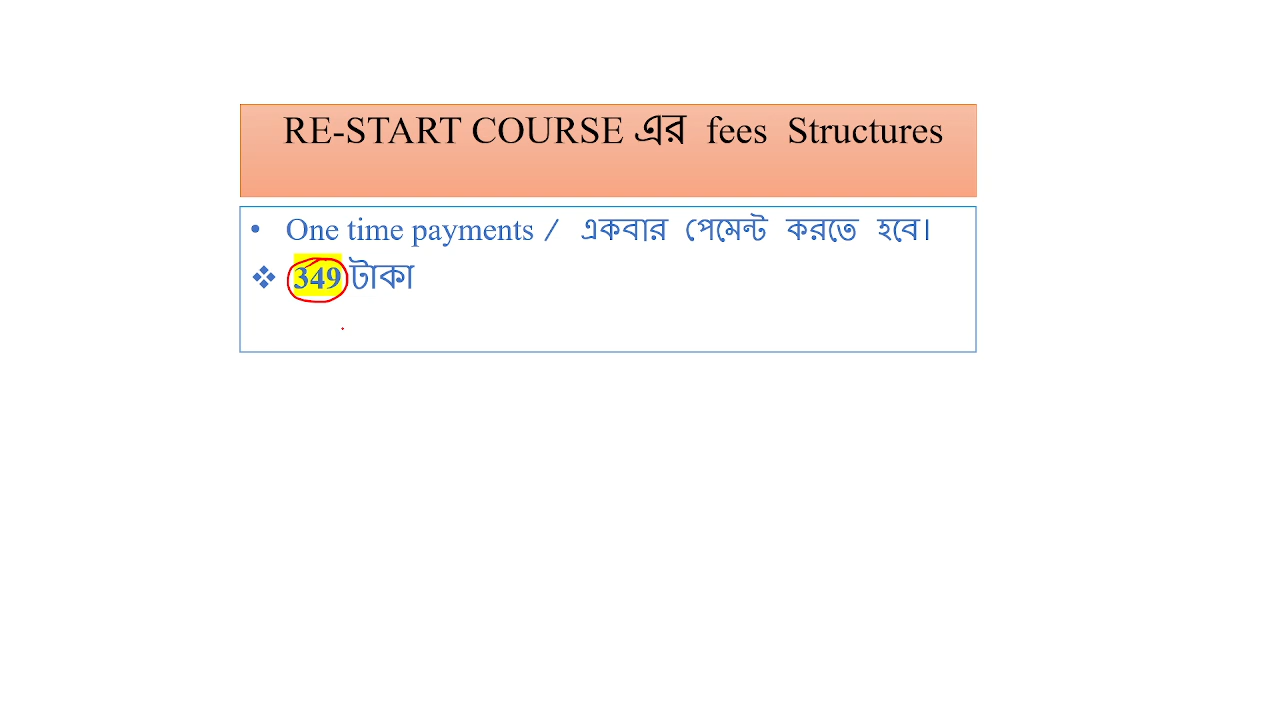 RE-START COURSE এর fees Structures
• One time payments / একবার পেমেন্ট করতে হবে।
❖ 349 টাকা